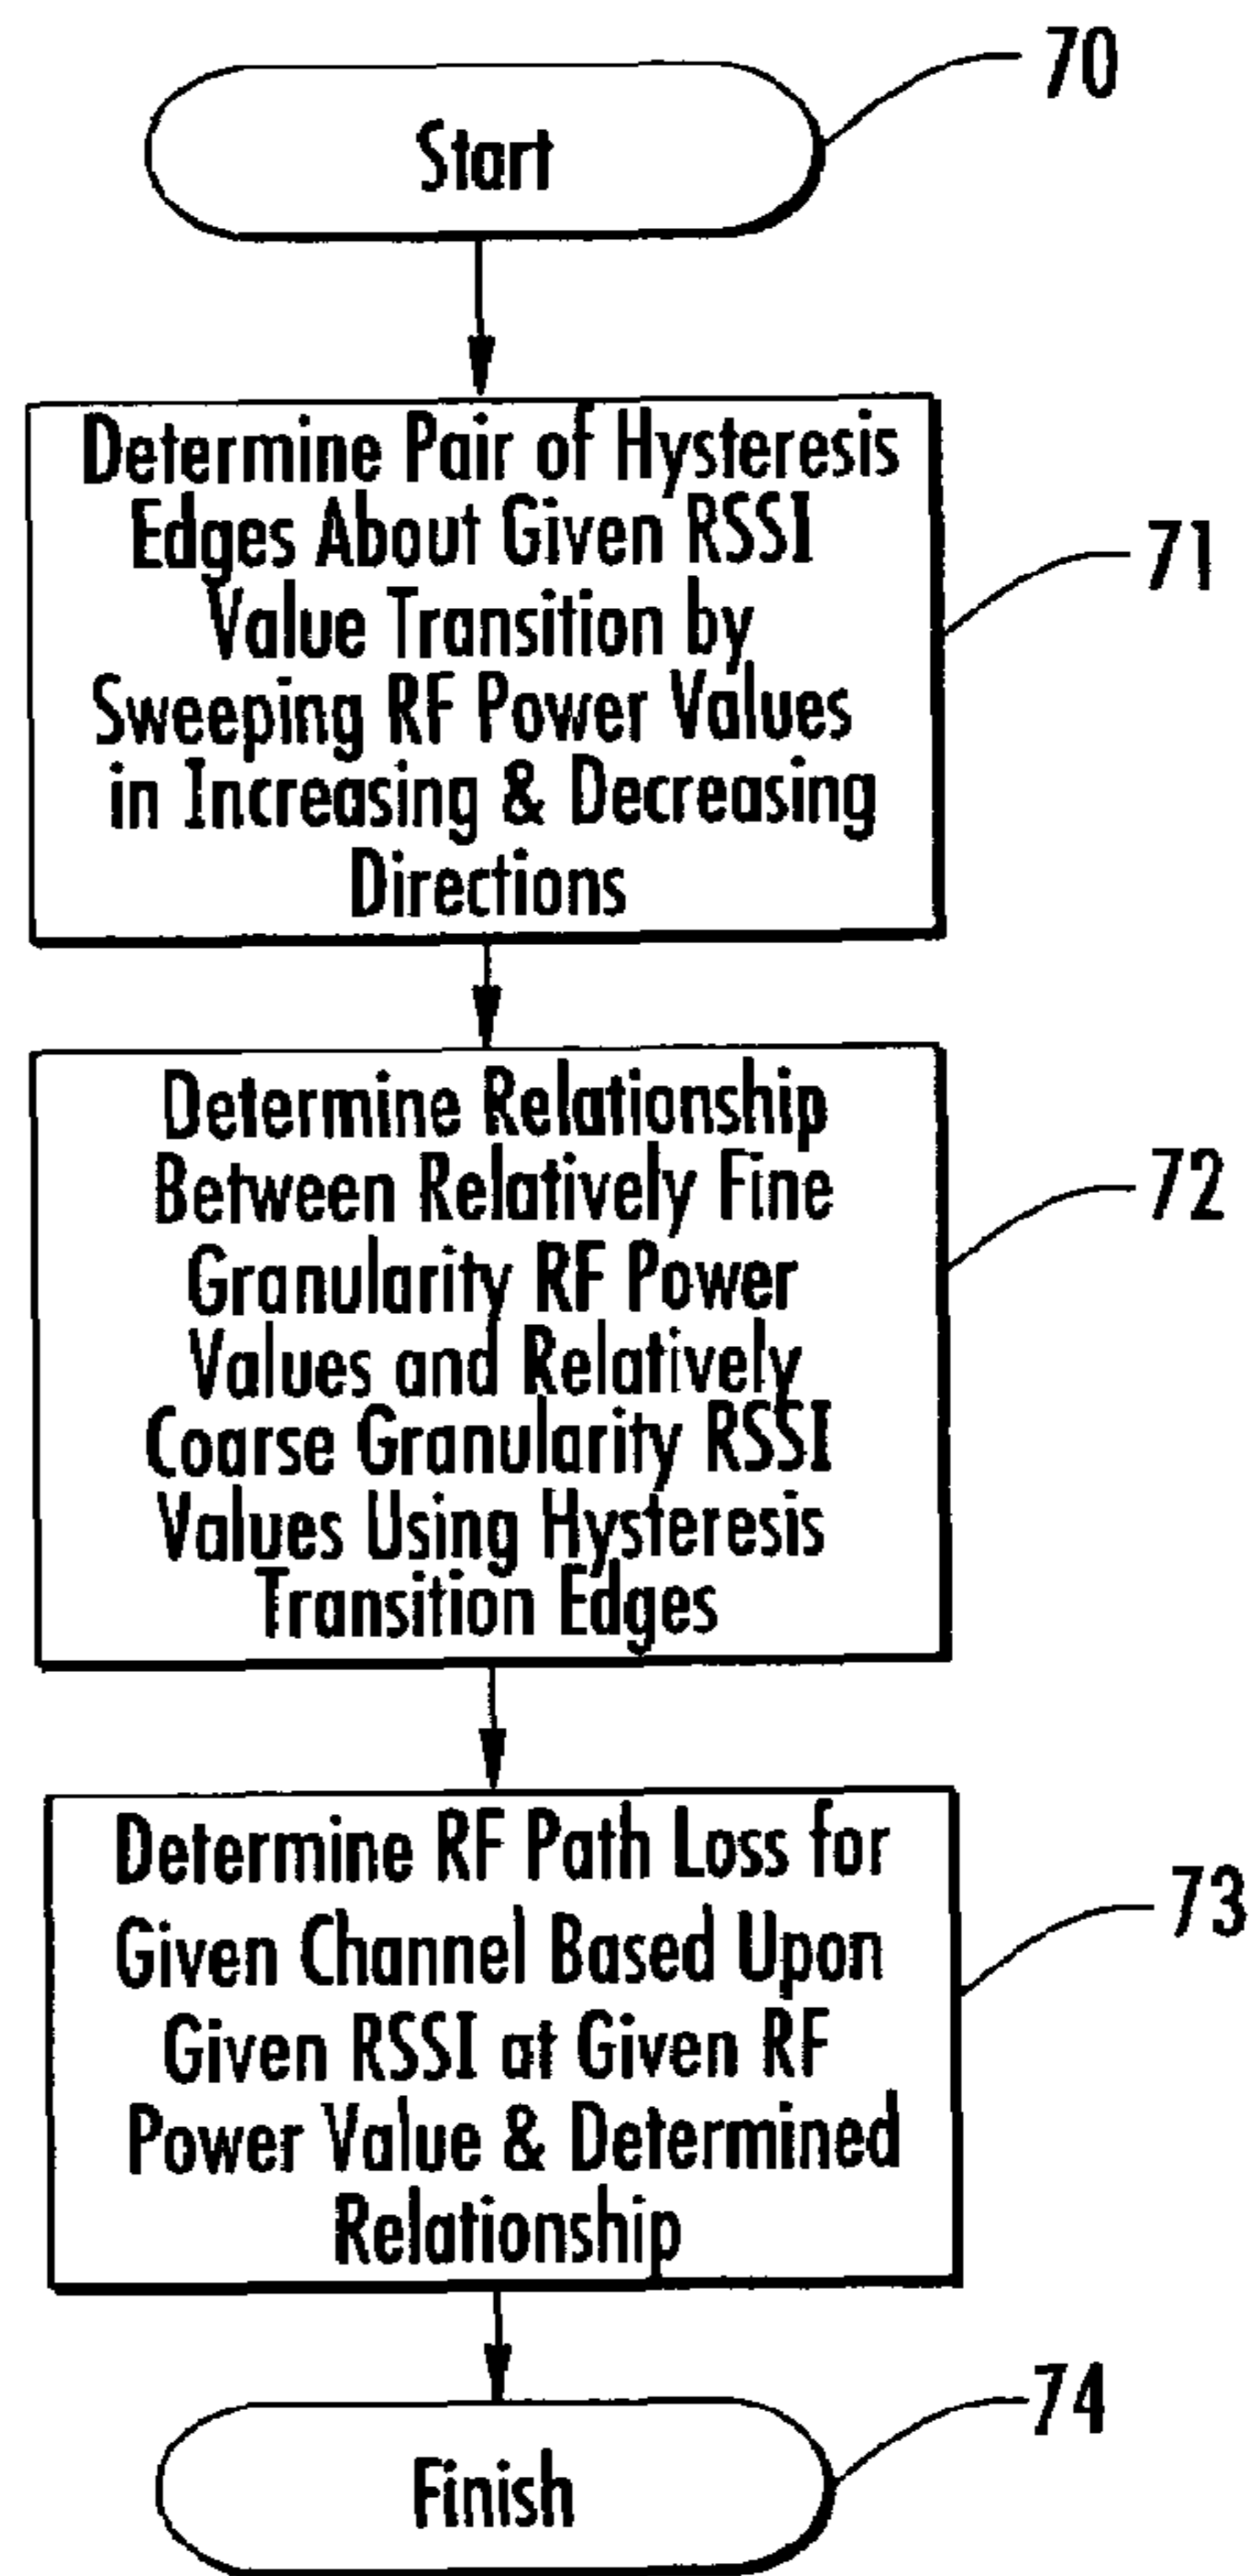 70
Start
Determine Pair of Hysteresis
Edges About Given RSSI
Value Transition by
Sweeping RF Power Values
in Increasing & Decreasing
Directions
71
Determine Relationship
Between Relatively Fine
Granularity RF Power
Values and Relatively
Coarse Granularity RSSI
Values Using Hysteresis
Transition Edges
72
Determine RF Path Loss for
Given Channel Based Upon
Given RSSI at Given RF
Power Value & Determined
Relationship
73
74
Finish